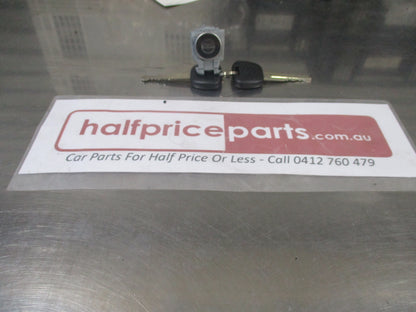 halfpriceparts.com.au
Car Parts For Half Price Or Less - Call 0412 760 479